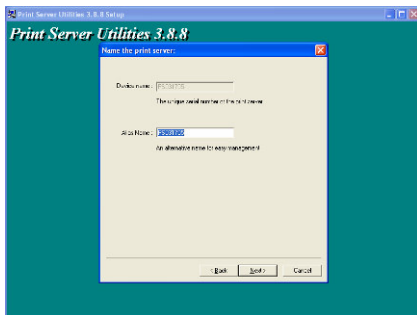 Print Server Utilities 3.8.8 Setup
Print Server Utilities 3.8.8
Name the print server:
Device name:
The unique serial number of the print server
Alias Name:
An alternative name for easy management
< Back Next > Cancel